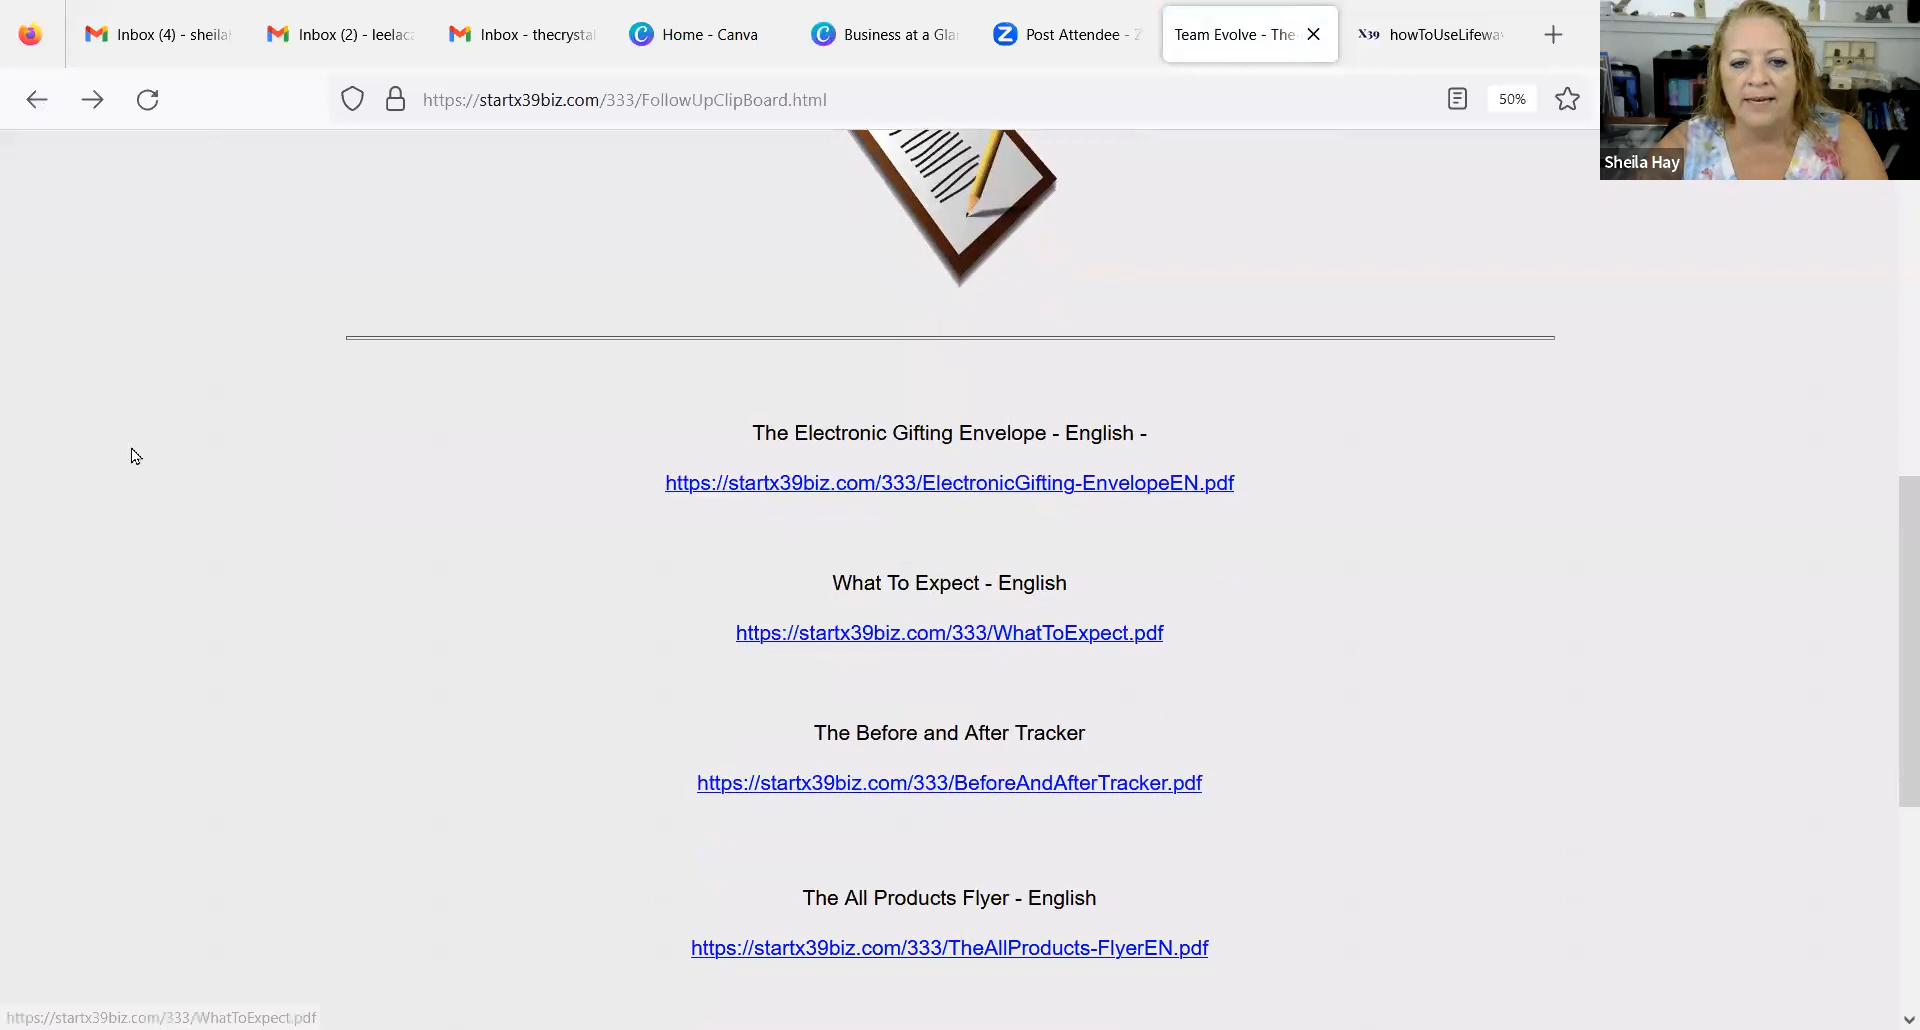 Inbox (4) - sheila
Inbox (2) - leelac
Inbox - thecrystal
Home - Canva
Business at a Gla
Post Attendee - Z
Team Evolve - The
X39 howToUseLifewa
https://startx39biz.com/333/FollowUpClipBoard.html
50%
Sheila Hay
The Electronic Gifting Envelope - English -
https://startx39biz.com/333/ElectronicGifting-EnvelopeEN.pdf
What To Expect - English
https://startx39biz.com/333/WhatToExpect.pdf
The Before and After Tracker
https://startx39biz.com/333/BeforeAndAfterTracker.pdf
The All Products Flyer - English
https://startx39biz.com/333/TheAllProducts-FlyerEN.pdf
https://startx39biz.com/333/WhatToExpect.pdf